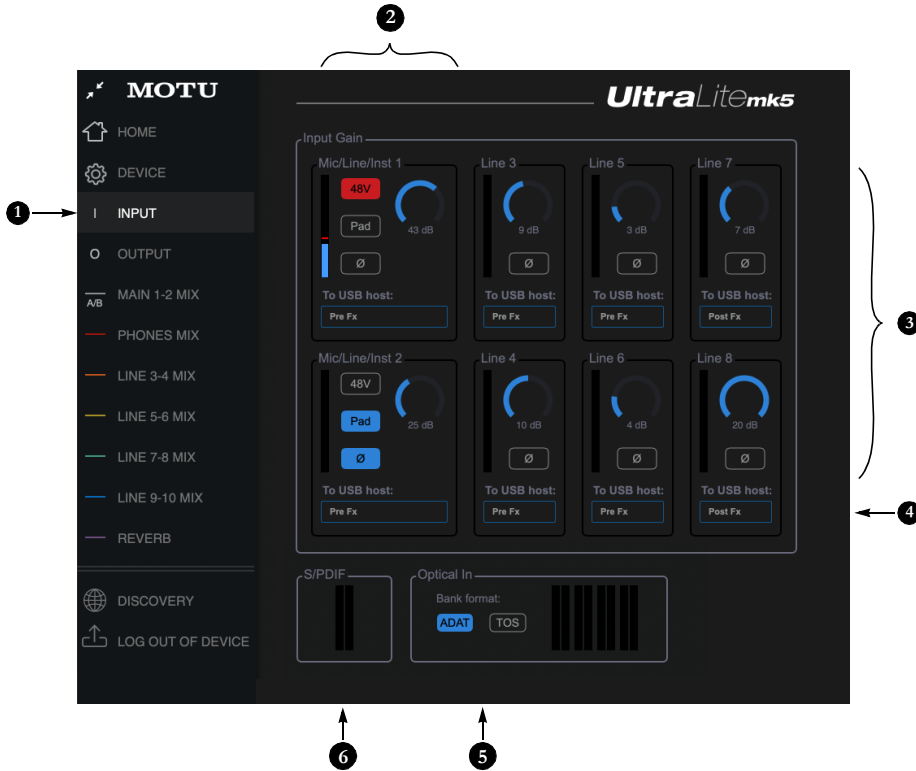 2
MOTU
UltraLite mk5
HOME
DEVICE
1
I INPUT
O OUTPUT
A/B MAIN 1-2 MIX
PHONES MIX
LINE 3-4 MIX
LINE 5-6 MIX
LINE 7-8 MIX
LINE 9-10 MIX
REVERB
DISCOVERY
LOG OUT OF DEVICE
Input Gain
Mic/Line/Inst 1
48V
Pad
Ø
43 dB
To USB host:
Pre Fx
Line 3
9 dB
Ø
To USB host:
Pre Fx
Line 5
3 dB
Ø
To USB host:
Pre Fx
Line 7
7 dB
Ø
To USB host:
Post Fx
3
Mic/Line/Inst 2
48V
Pad
Ø
25 dB
To USB host:
Pre Fx
Line 4
10 dB
Ø
To USB host:
Pre Fx
Line 6
4 dB
Ø
To USB host:
Pre Fx
Line 8
20 dB
Ø
To USB host:
Post Fx
4
S/PDIF
Optical In
Bank format:
ADAT TOS
6
5